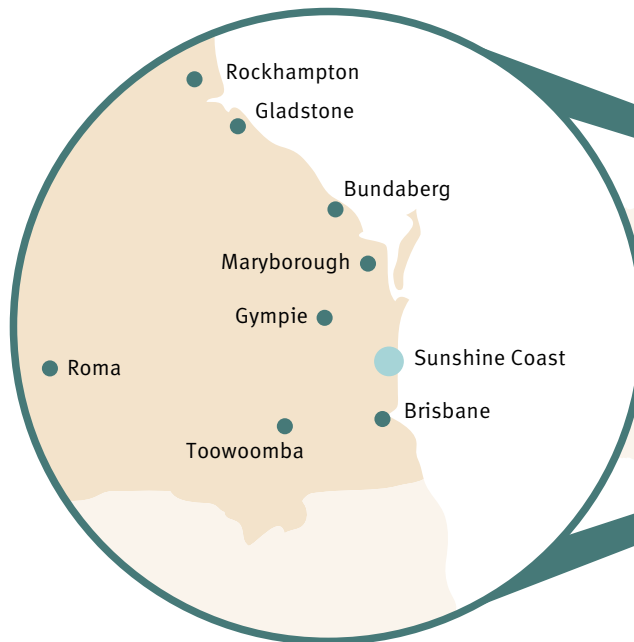 Rockhampton
Gladstone
Bundaberg
Maryborough
Gympie
Sunshine Coast
Roma
Brisbane
Toowoomba